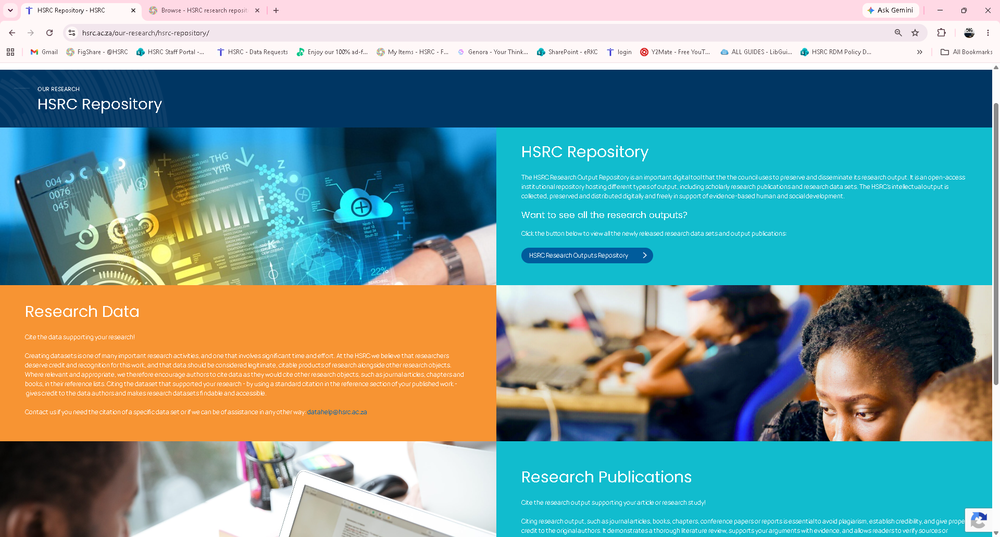 HSRC Repository - HSRC
Browse - HSRC research reposit
Ask Gemini
hsrc.ac.za/our-research/hsrc-repository/
Gmail
FigShare - @HSRC
HSRC Staff Portal -...
HSRC - Data Requests
Enjoy our 100% ad-f...
My Items - HSRC - F...
Genora - Your Think...
SharePoint - eRKC
login
Y2Mate - Free YouT...
ALL GUIDES - LibGui...
HSRC RDM Policy D...
All Bookmarks
OUR RESEARCH
HSRC Repository
004
0076
045
THG
YHR
Z
F
X
North 1
East 13
West 24
South 22
22%
HSRC Repository
The HSRC Research Output Repository is an important digital tool that the the council uses to preserve and disseminate its research output. It is an open-access
institutional repository hosting different types of output, including scholarly research publications and research data sets. The HSRC's intellectual output is
collected, preserved and distributed digitally and freely in support of evidence-based human and social development.
Want to see all the research outputs?
Click the button below to view all the newly released research data sets and output publications:
HSRC Research Outputs Repository
Research Data
Cite the data supporting your research!
Creating datasets is one of many important research activities, and one that involves significant time and effort. At the HSRC we believe that researchers
deserve credit and recognition for this work, and that data should be considered legitimate, citable products of research alongside other research objects.
Where relevant and appropriate, we therefore encourage authors to cite data as they would cite other research objects, such as journal articles, chapters and
books, in their reference lists. Citing the dataset that supported your research - by using a standard citation in the reference section of your published work -
gives credit to the data authors and makes research datasets findable and accessible.
Contact us if you need the citation of a specific data set or if we can be of assistance in any other way: datahelp@hsrc.ac.za
Research Publications
Cite the research output supporting your article or research study!
Citing research output, such as journal articles, books, chapters, conference papers or reports is essential to avoid plagiarism, establish credibility, and give prope
credit to the original authors. It demonstrates a thorough literature review, supports your arguments with evidence, and allows readers to verify sources or